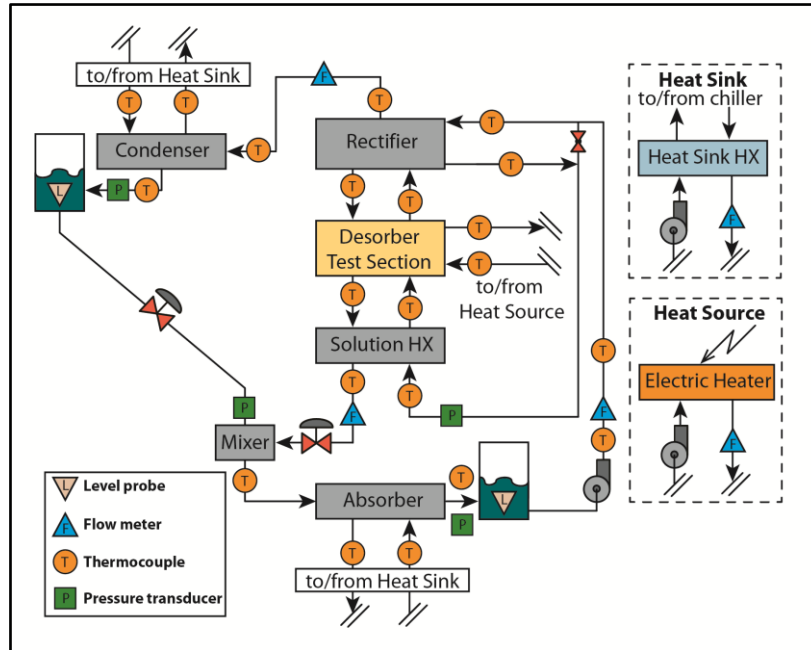 to/from Heat Sink
T
T
F
T
Condenser
T
Rectifier
T
T
L
P
T
T
T
Desorber
Test Section
T
T
to/from
Heat Source
T
T
Solution HX
T
T
T
F
P
P
Mixer
T
F
T
Absorber
T
P
L
T
T
to/from Heat Sink
Heat Sink
to/from chiller
Heat Sink HX
F
Heat Source
Electric Heater
F
L Level probe
F Flow meter
T Thermocouple
P Pressure transducer